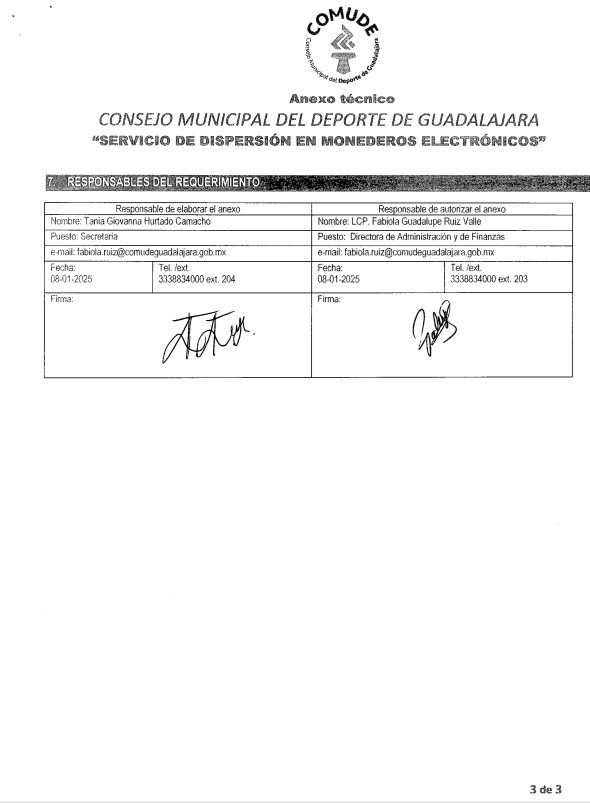 COMUDE
Consejo Municipal del Deporte de Guadalajara
Anexo técnico
CONSEJO MUNICIPAL DEL DEPORTE DE GUADALAJARA
“SERVICIO DE DISPERSIÓN EN MONEDEROS ELECTRÓNICOS”
7. RESPONSABLES DEL REQUERIMIENTO
Responsable de elaborar el anexo
Responsable de autorizar el anexo
Nombre: Tania Giovanna Hurtado Camacho
Nombre: LCP. Fabiola Guadalupe Ruiz Valle
Puesto: Secretaria
Puesto: Directora de Administración y de Finanzas
e-mail: fabiola.ruiz@comudeguadalajara.gob.mx
e-mail: fabiola.ruiz@comudeguadalajara.gob.mx
Fecha:
08-01-2025
Tel. /ext.
3338834000 ext. 204
Fecha:
08-01-2025
Tel. /ext.
3338834000 ext. 203
Firma:
Firma:
3 de 3